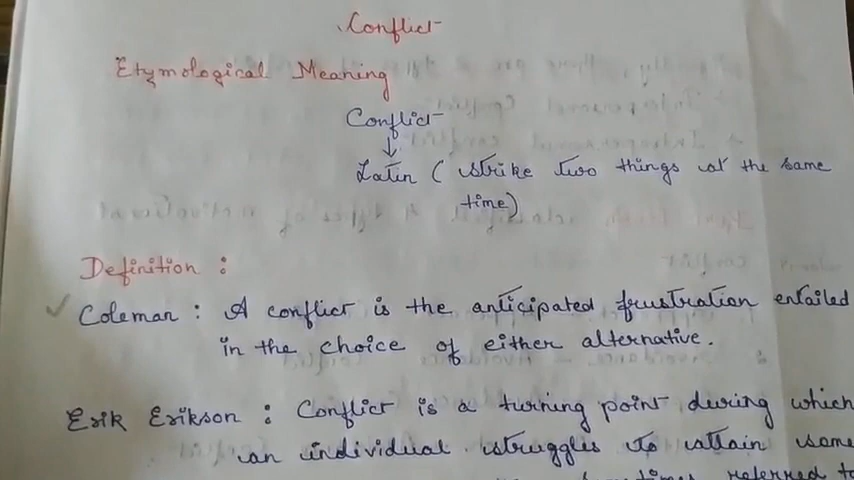 Conflict
Etymological Meaning
Conflict
↓
Latin ( strike two things at the same
time)
Definition :
✓ Coleman : A conflict is the anticipated frustration entailed
in the choice of either alternative.
Erik Erikson : Conflict is a turning point during which
an individual struggles to attain some
referred to